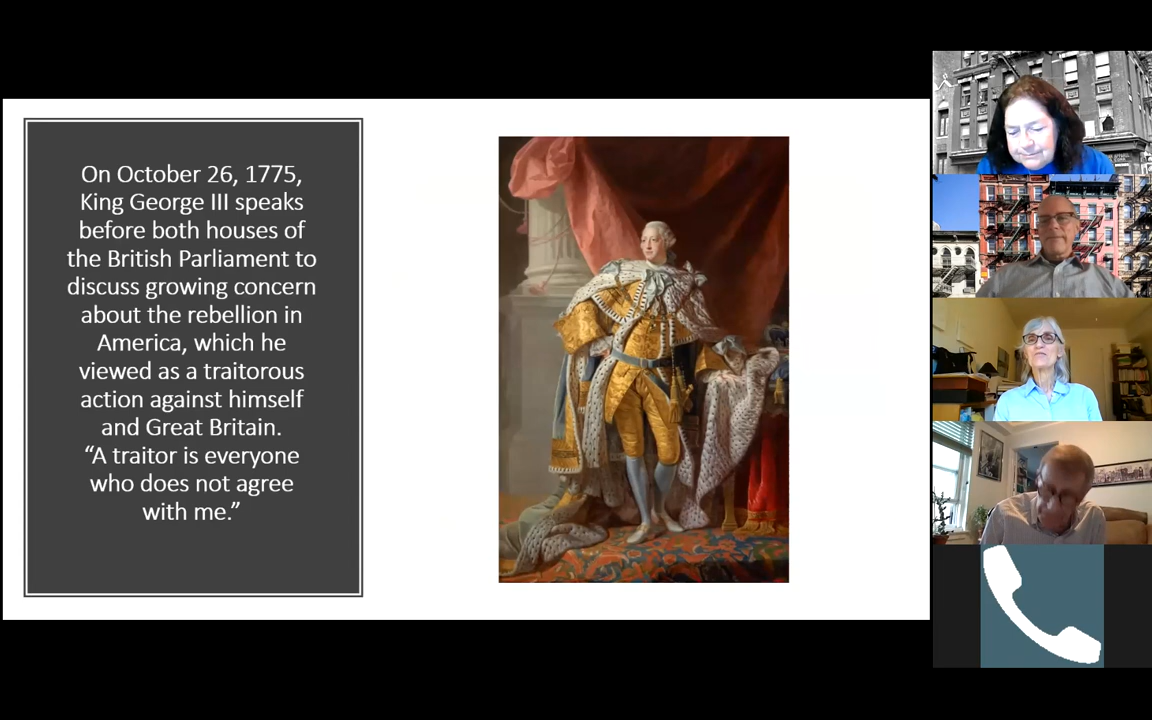 On October 26, 1775,
King George III speaks
before both houses of
the British Parliament to
discuss growing concern
about the rebellion in
America, which he
viewed as a traitorous
action against himself
and Great Britain.
“A traitor is everyone
who does not agree
with me.”